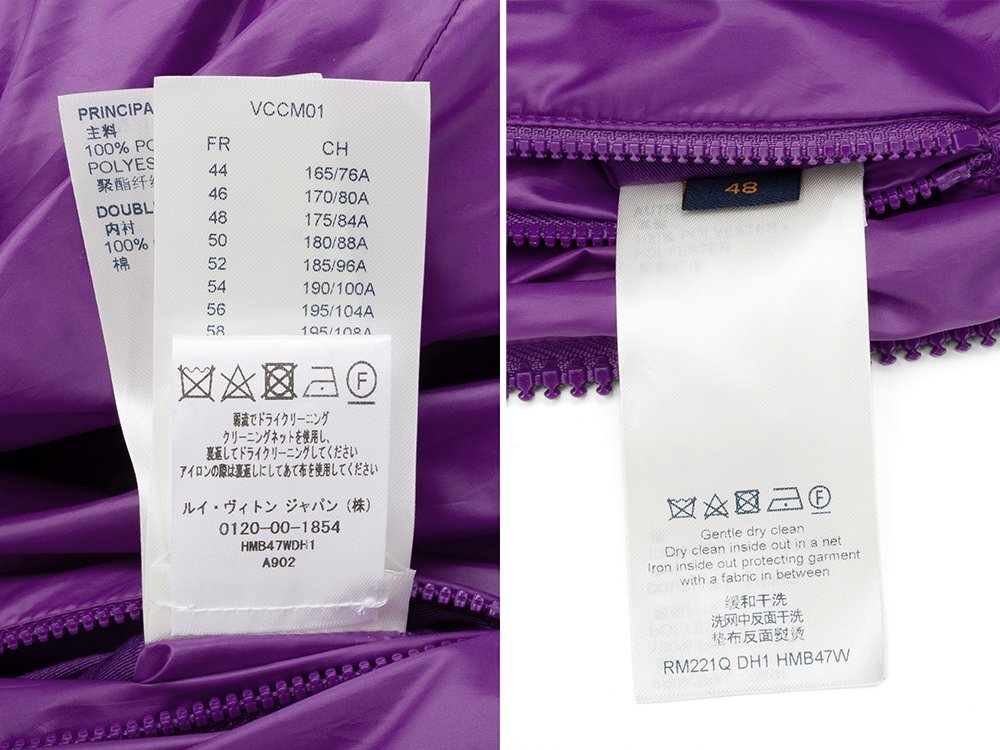 PRINCIPA
主料
100% PO
POLYES
聚酯纤维
DOUBL
内衬
100%
棉
VCCM01
FR CH
44 165/76A
46 170/80A
48 175/84A
50 180/88A
52 185/96A
54 190/100A
56 195/104A
58 195/108A
F
弱流でドライクリーニング
クリーニングネットを使用し、
裏返してドライクリーニングしてください
アイロンの際は裏返しにしてあて布を使用してください
ルイ・ヴィトン ジャパン (株)
0120-00-1854
HMB47WDH1
A902
48
F
Gentle dry clean
Dry clean inside out in a net
Iron inside out protecting garment
with a fabric in between
缓和干洗
洗网中反面干洗
垫布反面熨烫
RM221Q DH1 HMB47W